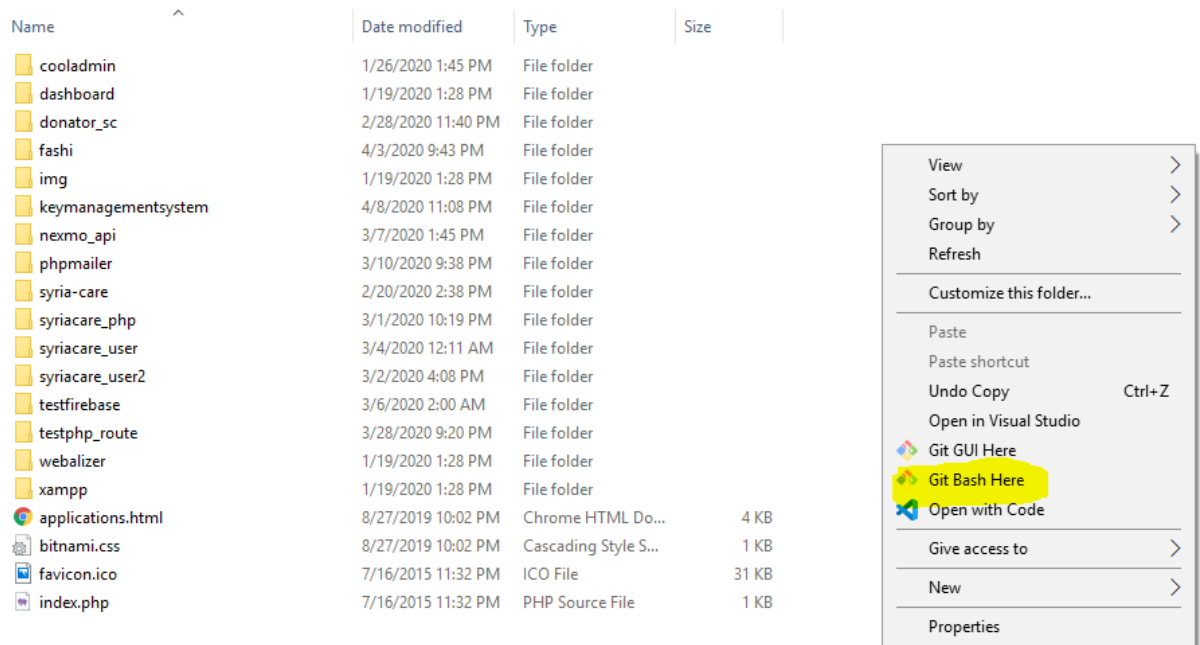 Name Date modified Type Size
cooladmin 1/26/2020 1:45 PM File folder
dashboard 1/19/2020 1:28 PM File folder
donator_sc 2/28/2020 11:40 PM File folder
fashi 4/3/2020 9:43 PM File folder
img 1/19/2020 1:28 PM File folder
keymanagementsystem 4/8/2020 11:08 PM File folder
nexmo_api 3/7/2020 1:45 PM File folder
phpmailer 3/10/2020 9:38 PM File folder
syria-care 2/20/2020 2:38 PM File folder
syriacare_php 3/1/2020 10:19 PM File folder
syriacare_user 3/4/2020 12:11 AM File folder
syriacare_user2 3/2/2020 4:08 PM File folder
testfirebase 3/6/2020 2:00 AM File folder
testphp_route 3/28/2020 9:20 PM File folder
webalizer 1/19/2020 1:28 PM File folder
xampp 1/19/2020 1:28 PM File folder
applications.html 8/27/2019 10:02 PM Chrome HTML Do... 4 KB
bitnami.css 8/27/2019 10:02 PM Cascading Style S... 1 KB
favicon.ico 7/16/2015 11:32 PM ICO File 31 KB
index.php 7/16/2015 11:32 PM PHP Source File 1 KB
View
Sort by
Group by
Refresh
Customize this folder...
Paste
Paste shortcut
Undo Copy Ctrl+Z
Open in Visual Studio
Git GUI Here
Git Bash Here
Open with Code
Give access to
New
Properties